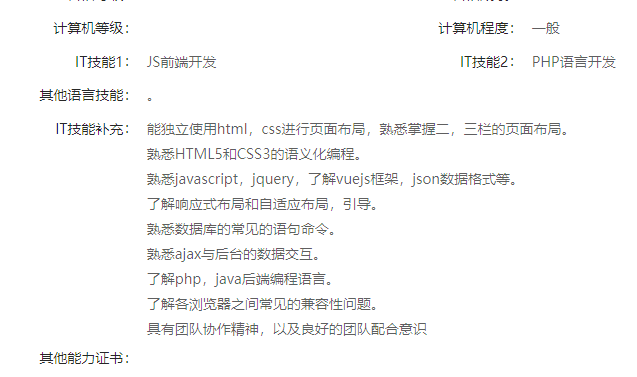 计算机等级：
计算机程度： 一般
IT技能1： JS前端开发
IT技能2： PHP语言开发
其他语言技能： 。
IT技能补充： 能独立使用html，css进行页面布局，熟悉掌握二，三栏的页面布局。
熟悉HTML5和CSS3的语义化编程。
熟悉javascript，jquery，了解vuejs框架，json数据格式等。
了解响应式布局和自适应布局，引导。
熟悉数据库的常见的语句命令。
熟悉ajax与后台的数据交互。
了解php，java后端编程语言。
了解各浏览器之间常见的兼容性问题。
具有团队协作精神，以及良好的团队配合意识
其他能力证书：